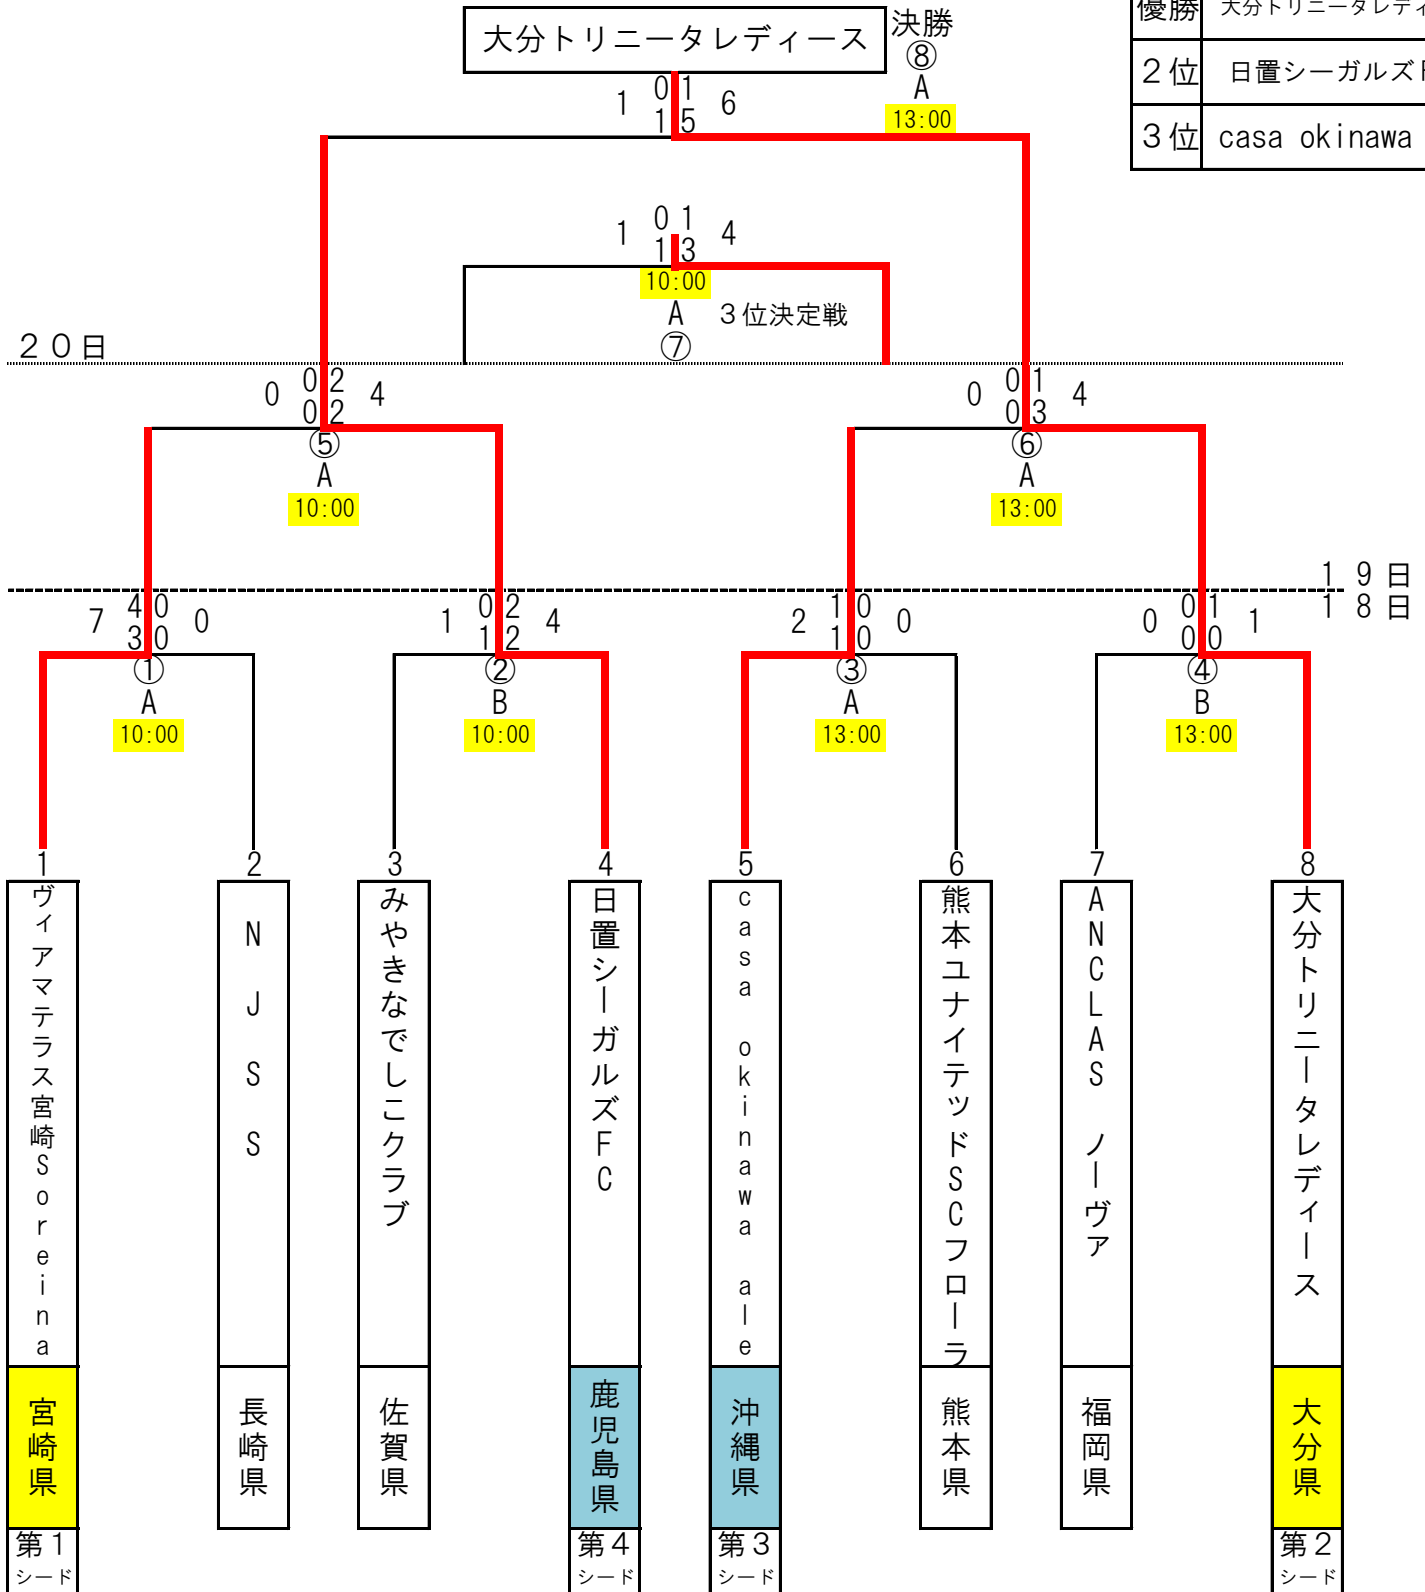 大分トリニータレディース
決勝
⑧
A
13:00
1
0 1
1 5
6
優勝 大分トリニータレディ
２位 日置シーガルズF
３位 casa okinawa
1
0 1
1 3
4
10:00
A
⑦
３位決定戦
２０日
0
0 2
0 2
4
⑤
A
10:00
0
0 1
0 3
4
⑥
A
13:00
１９日
１８日
7
4 0
3 0
0
①
A
10:00
1
0 2
1 2
4
②
B
10:00
2
1 0
1 0
0
③
A
13:00
0
0 1
0 0
1
④
B
13:00
1
ヴィアマテラス宮崎Soreina
宮崎県
第１
シード
2
NJSS
長崎県
3
みやきなでしこクラブ
佐賀県
4
日置シーガルズFC
鹿児島県
第４
シード
5
casa okinawa ale
沖縄県
第３
シード
6
熊本ユナイテッドSCフローラ
熊本県
7
ANCLAS ノーヴァ
福岡県
8
大分トリニータレディース
大分県
第２
シード